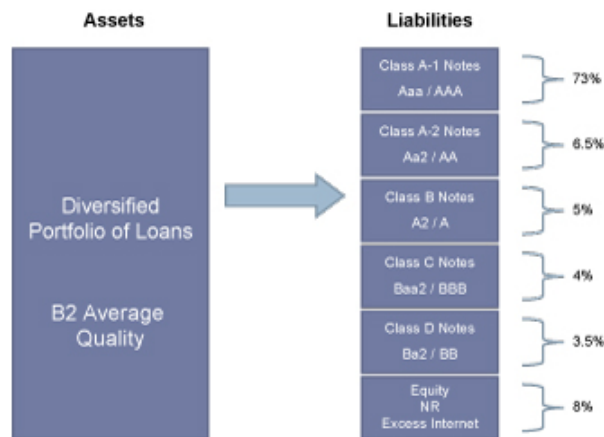 Assets
Diversified
Portfolio of Loans
B2 Average
Quality
Liabilities
Class A-1 Notes
Aaa / AAA
73%
Class A-2 Notes
Aa2 / AA
6.5%
Class B Notes
A2 / A
5%
Class C Notes
Baa2 / BBB
4%
Class D Notes
Ba2 / BB
3.5%
Equity
NR
Excess Internet
8%